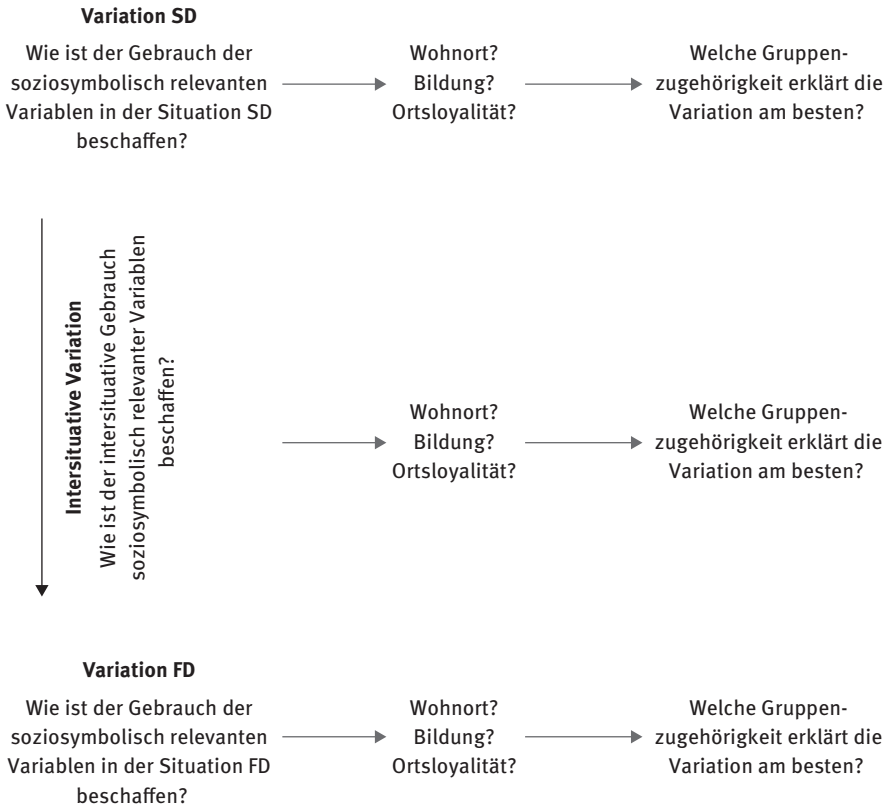 Variation SD
Wie ist der Gebrauch der
soziosymbolisch relevanten
Variablen in der Situation SD
beschaffen?
Wohnort?
Bildung?
Ortsloyalität?
Welche Gruppen-
zugehörigkeit erklärt die
Variation am besten?
Intersituative Variation
Wie ist der intersituative Gebrauch
soziosymbolisch relevanter Variablen
beschaffen?
Wohnort?
Bildung?
Ortsloyalität?
Welche Gruppen-
zugehörigkeit erklärt die
Variation am besten?
Variation FD
Wie ist der Gebrauch der
soziosymbolisch relevanten
Variablen in der Situation FD
beschaffen?
Wohnort?
Bildung?
Ortsloyalität?
Welche Gruppen-
zugehörigkeit erklärt die
Variation am besten?